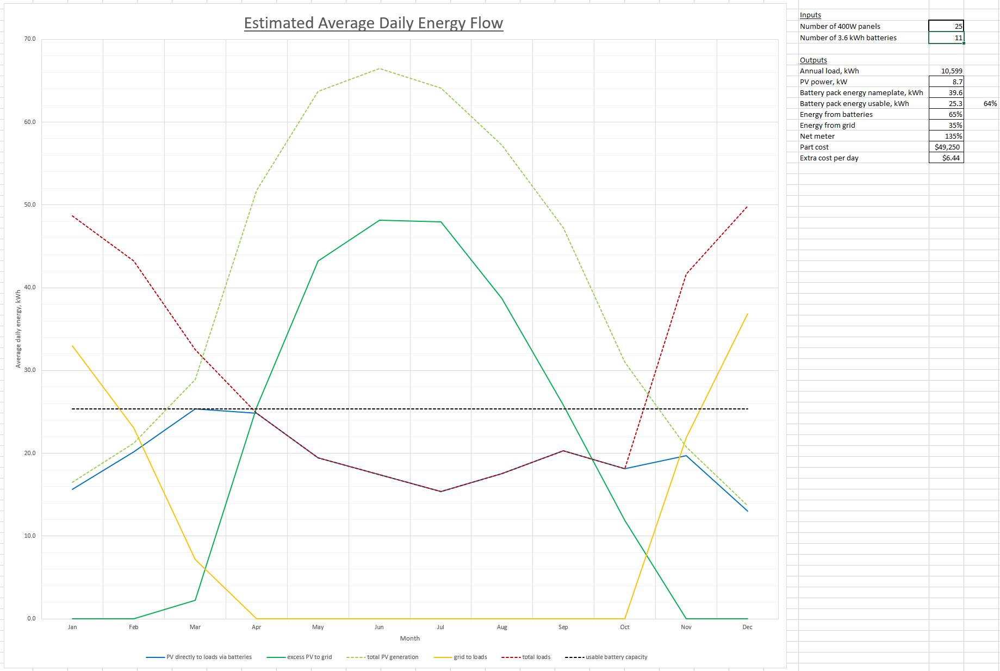 Estimated Average Daily Energy Flow
70.0
60.0
50.0
40.0
30.0
20.0
10.0
0.0
Average daily energy, kWh
Jan Feb Mar Apr May Jun Jul Aug Sep Oct Nov Dec
Month
PV directly to loads via batteries excess PV to grid total PV generation grid to loads total loads usable battery capacity
Inputs
Number of 400W panels 25
Number of 3.6 kWh batteries 11
Outputs
Annual load, kWh 10,599
PV power, kW 8.7
Battery pack energy nameplate, kWh 39.6
Battery pack energy usable, kWh 25.3 64%
Energy from batteries 65%
Energy from grid 35%
Net meter 135%
Part cost $49,250
Extra cost per day $6.44